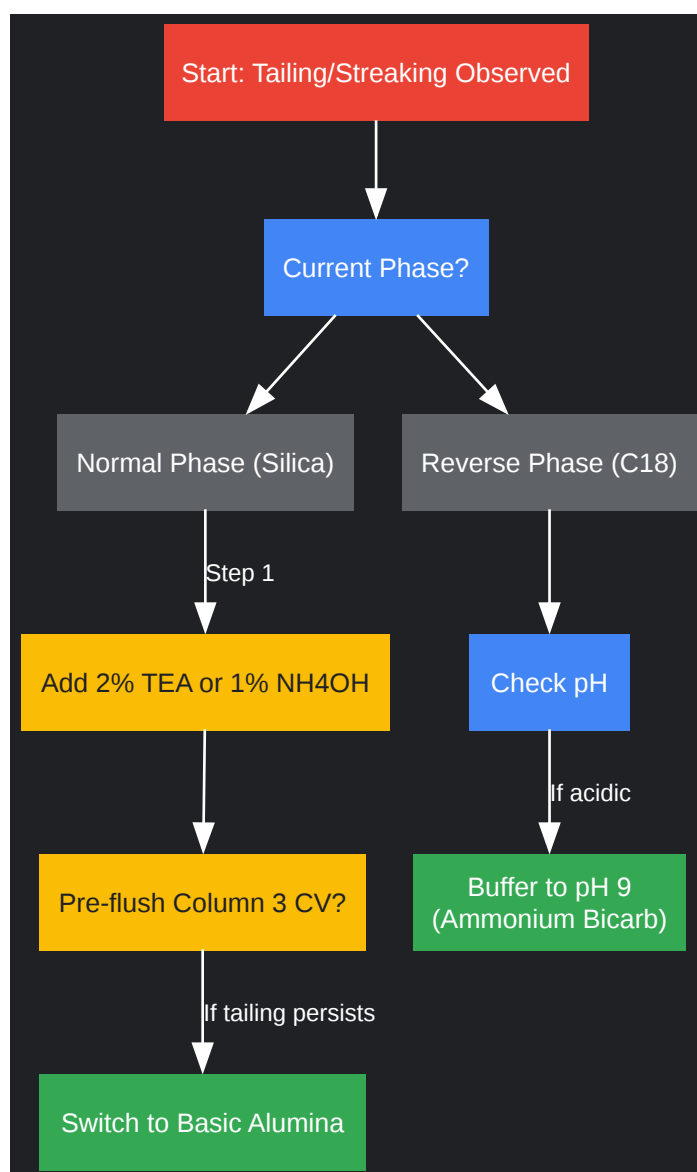 Start: Tailing/Streaking Observed
Current Phase?
Normal Phase (Silica)
Reverse Phase (C18)
Step 1
Add 2% TEA or 1% NH4OH
Check pH
If acidic
Pre-flush Column 3 CV?
Buffer to pH 9
(Ammonium Bicarb)
If tailing persists
Switch to Basic Alumina